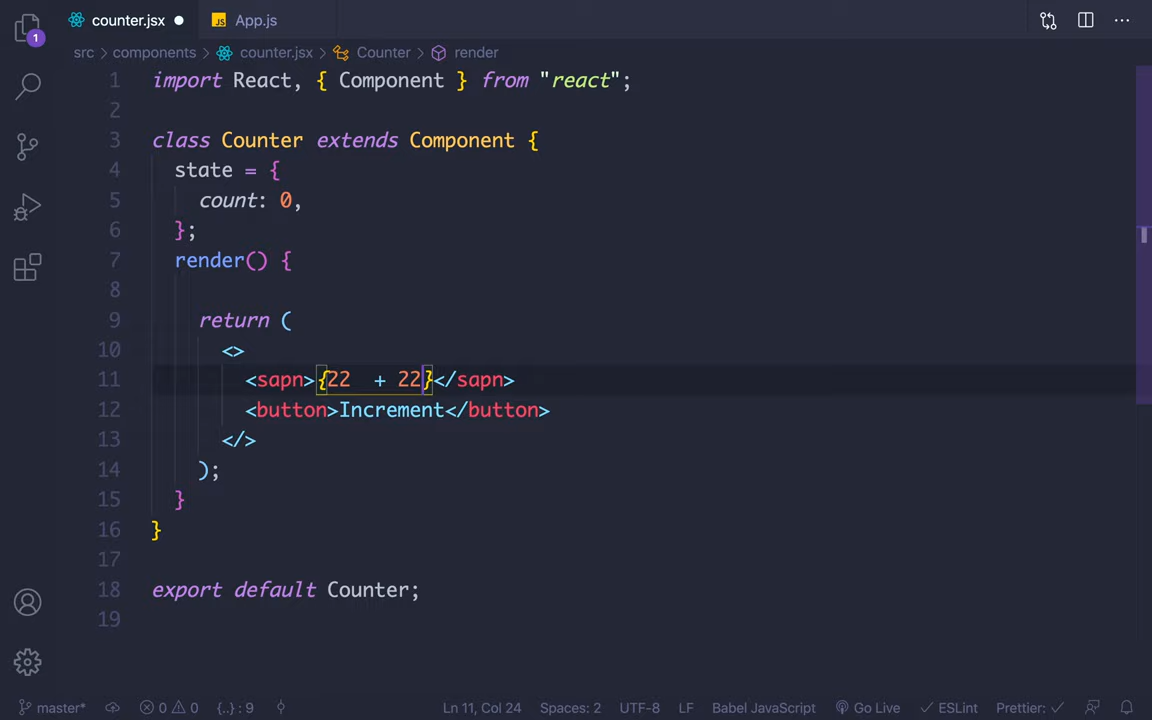 counter.jsx App.js
1
src > components > counter.jsx > Counter > render
1 import React, { Component } from "react";
2
3 class Counter extends Component {
4 state = {
5 count: 0,
6 };
7 render() {
8
9 return (
10 <>
11 <sapn>{22  + 22}</sapn>
12 <button>Increment</button>
13 </>
14 );
15 }
16 }
17
18 export default Counter;
19
master* 0 0 {..} : 9 Ln 11, Col 24 Spaces: 2 UTF-8 LF Babel JavaScript Go Live ESLint Prettier: ✓